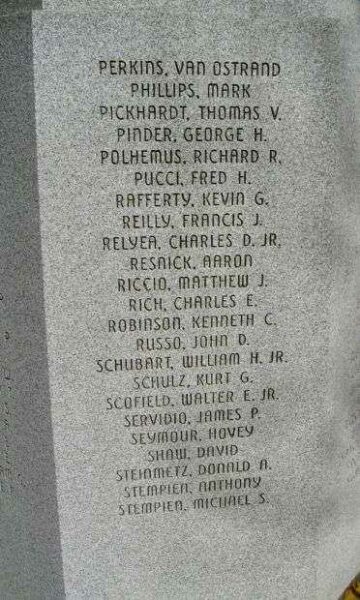 PERKINS, VAN OSTRAND
PHILLIPS, MARK
PICKHARDT, THOMAS V.
PINDER, GEORGE H.
POLHEMUS, RICHARD R.
PUCCI, FRED H.
RAFFERTY, KEVIN G.
REILLY, FRANCIS J.
RELYEA, CHARLES D. JR.
RESNICK, AARON
RICCIO, MATTHEW J.
RICH, CHARLES E.
ROBINSON, KENNETH C.
RUSSO, JOHN D.
SCHUBART, WILLIAM H. JR.
SCHULZ, KURT G.
SCOFIELD, WALTER E. JR.
SERVIDIO, JAMES P.
SEYMOUR, HOVEY
SHAW, DAVID
STEINMETZ, DONALD A.
STEMPIEN, ANTHONY
STEMPIEN, MICHAEL S.